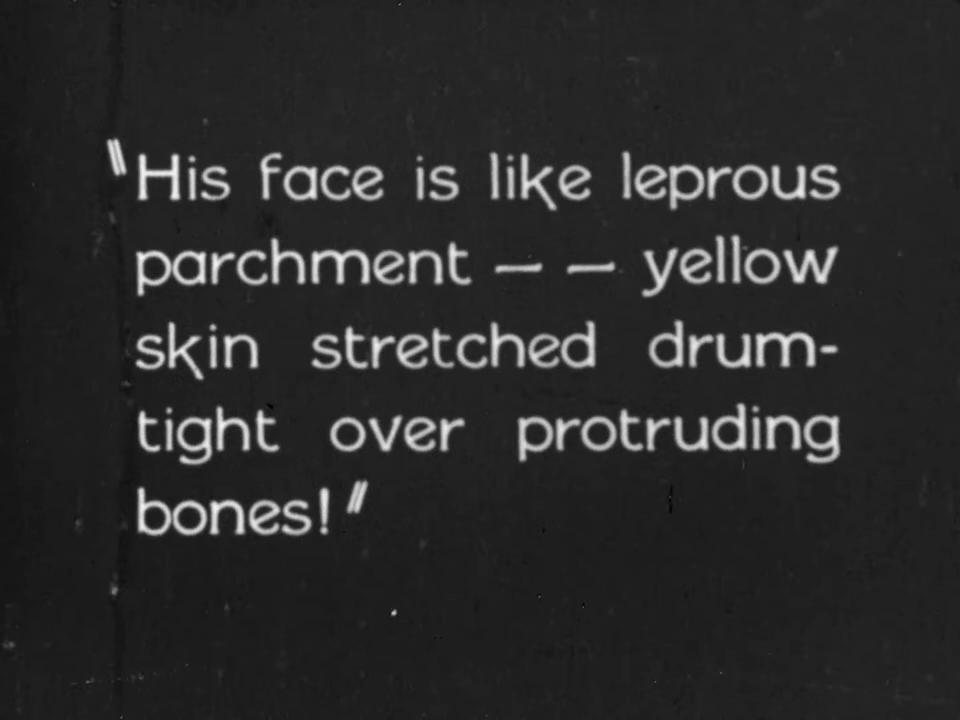 "His face is like leprous
parchment — — yellow
skin stretched drum-
tight over protruding
bones!"